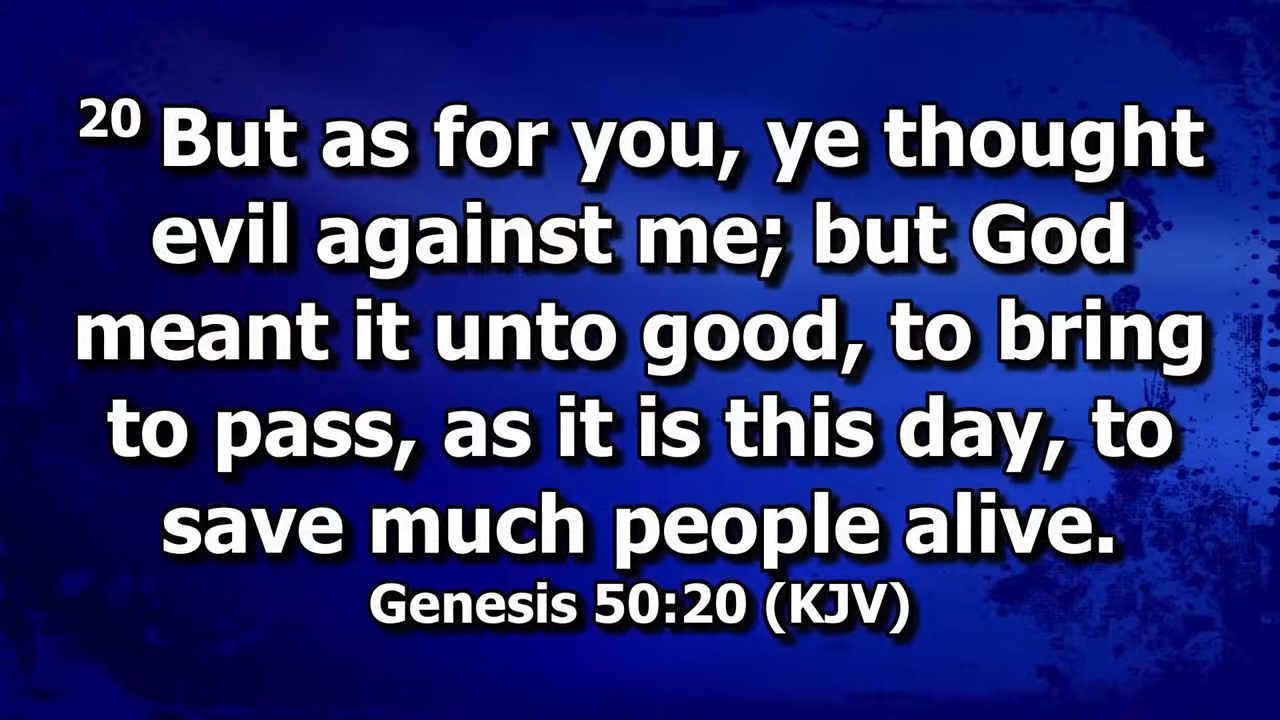 20 But as for you, ye thought
evil against me; but God
meant it unto good, to bring
to pass, as it is this day, to
save much people alive.
Genesis 50:20 (KJV)